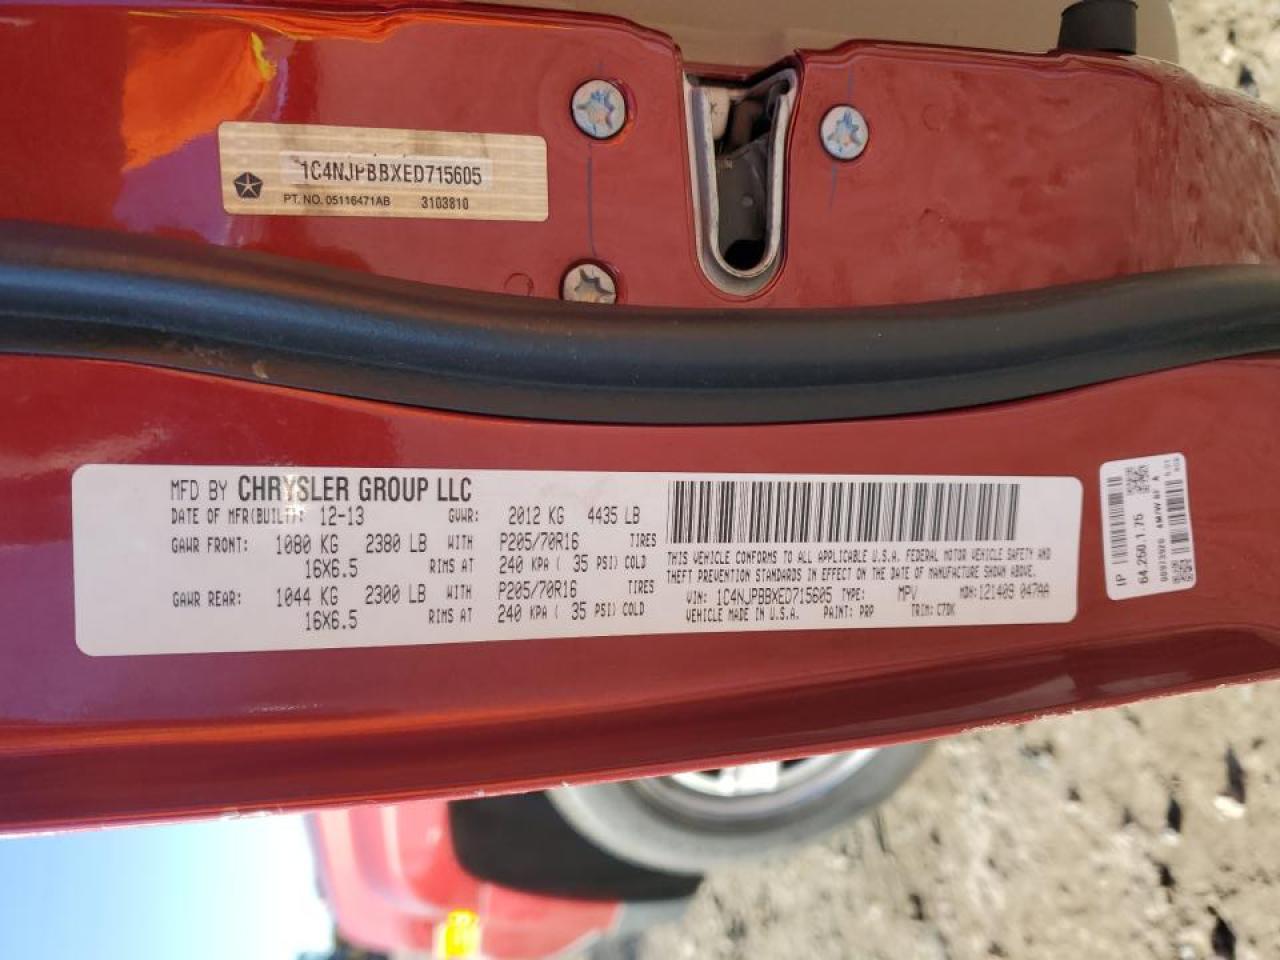 1C4NJPBBXED715605
PT. NO. 05116471AB 3103810
MFD BY CHRYSLER GROUP LLC
DATE OF MFR(BUILT): 12-13 GVWR: 2012 KG 4435 LB
GAWR FRONT: 1080 KG 2380 LB WITH P205/70R16 TIRES
16X6.5 RIMS AT 240 KPA ( 35 PSI) COLD
GAWR REAR: 1044 KG 2300 LB WITH P205/70R16 TIRES
16X6.5 RIMS AT 240 KPA ( 35 PSI) COLD
THIS VEHICLE CONFORMS TO ALL APPLICABLE U.S.A. FEDERAL MOTOR VEHICLE SAFETY AND
THEFT PREVENTION STANDARDS IN EFFECT ON THE DATE OF MANUFACTURE SHOWN ABOVE.
VIN: 1C4NJPBBXED715605 TYPE: MPV MDH: 121409 047AA
VEHICLE MADE IN U.S.A. PAINT: PRP TRIM: C7DK
IP
64.250 1.75